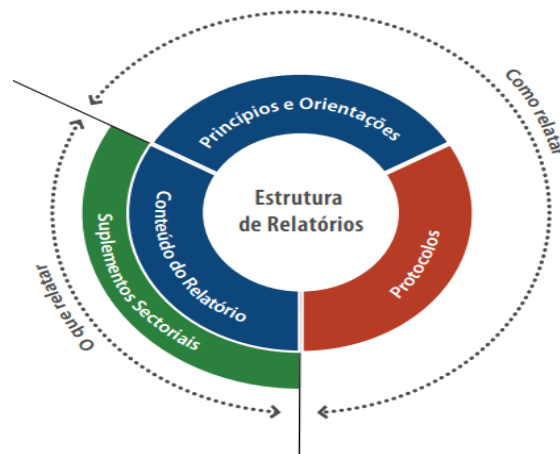 Como relatar
Princípios e Orientações
Estrutura
de Relatórios
Conteúdo do Relatório
Suplementos Sectoriais
Protocolos
O que relatar